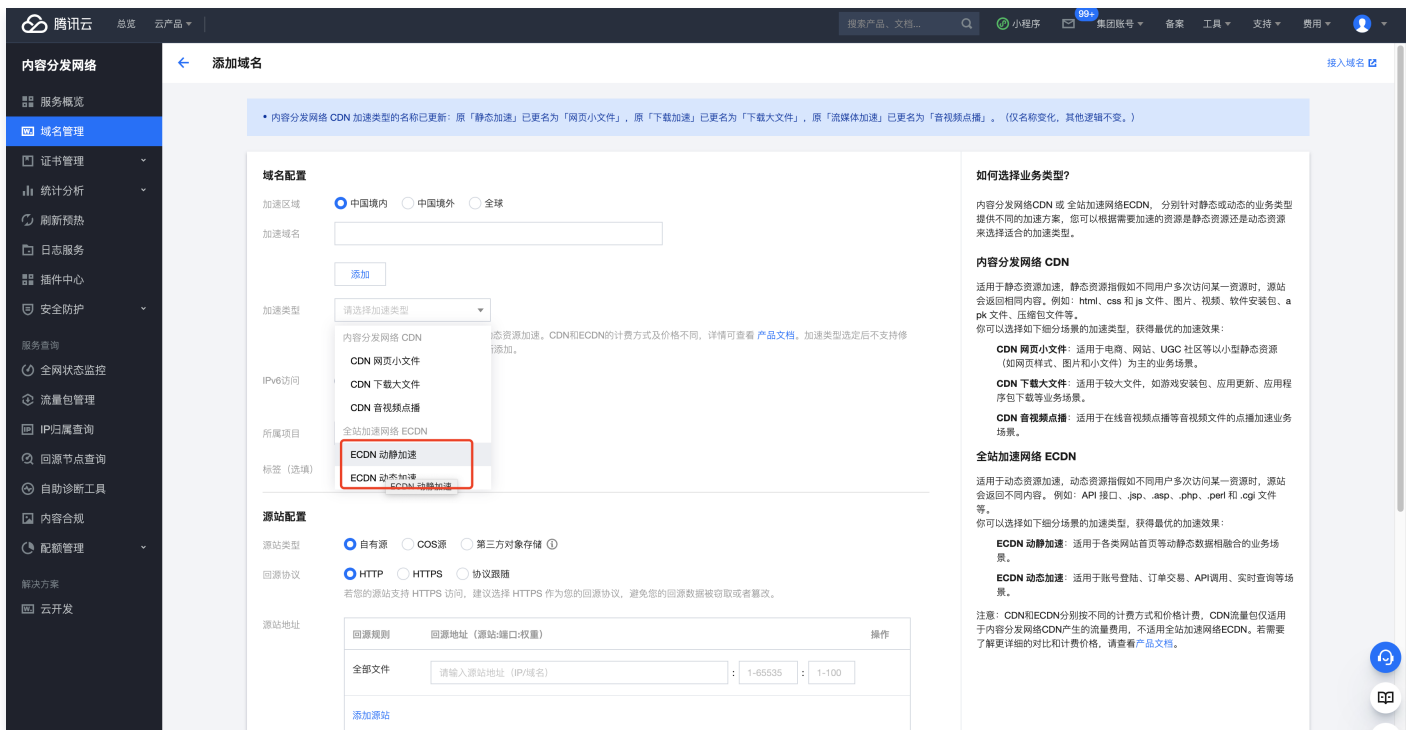 腾讯云 总览 云产品 搜索产品、文档... 小程序 99+ 集团账号 备案 工具 支持 费用
内容分发网络
服务概览
域名管理
证书管理
统计分析
刷新预热
日志服务
插件中心
安全防护
服务查询
全网状态监控
流量包管理
IP归属查询
回源节点查询
自助诊断工具
内容合规
配额管理
解决方案
云开发
添加域名
接入域名
• 内容分发网络 CDN 加速类型的名称已更新：原「静态加速」已更名为「网页小文件」，原「下载加速」已更名为「下载大文件」，原「流媒体加速」已更名为「音视频点播」。（仅名称变化，其他逻辑不变。）
域名配置
加速区域 中国境内 中国境外 全球
加速域名
添加
加速类型 请选择加速类型
态资源加速。CDN和ECDN的计费方式及价格不同，详情可查看 产品文档。加速类型选定后不支持修
添加。
内容分发网络 CDN
CDN 网页小文件
CDN 下载大文件
CDN 音视频点播
全站加速网络 ECDN
ECDN 动静加速
ECDN 动态加速
ECDN 动静加速
IPv6访问
所属项目
标签（选填）
源站配置
源站类型 自有源 COS源 第三方对象存储
回源协议 HTTP HTTPS 协议跟随
若您的源站支持 HTTPS 访问，建议选择 HTTPS 作为您的回源协议，避免您的回源数据被窃取或者篡改。
源站地址
回源规则 回源地址（源站:端口:权重） 操作
全部文件 请输入源站地址（IP/域名） : 1-65535 : 1-100
添加源站
如何选择业务类型?
内容分发网络CDN 或 全站加速网络ECDN， 分别针对静态或动态的业务类型
提供不同的加速方案，您可以根据需要加速的资源是静态资源还是动态资源
来选择适合的加速类型。
内容分发网络 CDN
适用于静态资源加速，静态资源指假如不同用户多次访问某一资源时，源站
会返回相同内容。例如：html、css 和 js 文件、图片、视频、软件安装包、a
pk 文件、压缩包文件等。
你可以选择如下细分场景的加速类型，获得最优的加速效果：
CDN 网页小文件：适用于电商、网站、UGC 社区等以小型静态资源
（如网页样式、图片和小文件）为主的业务场景。
CDN 下载大文件：适用于较大文件，如游戏安装包、应用更新、应用程
序包下载等业务场景。
CDN 音视频点播：适用于在线音视频点播等音视频文件的点播加速业务
场景。
全站加速网络 ECDN
适用于动态资源加速，动态资源指假如不同用户多次访问某一资源时，源站
会返回不同内容。 例如：API 接口、.jsp、.asp、.php、.perl 和 .cgi 文件
等。
你可以选择如下细分场景的加速类型，获得最优的加速效果：
ECDN 动静加速：适用于各类网站首页等动静态数据相融合的业务场
景。
ECDN 动态加速：适用于账号登陆、订单交易、API调用、实时查询等场
景。
注意：CDN和ECDN分别按不同的计费方式和价格计费，CDN流量包仅适用
于内容分发网络CDN产生的流量费用，不适用全站加速网络ECDN。若需要
了解更详细的对比和计费价格，请查看产品文档。